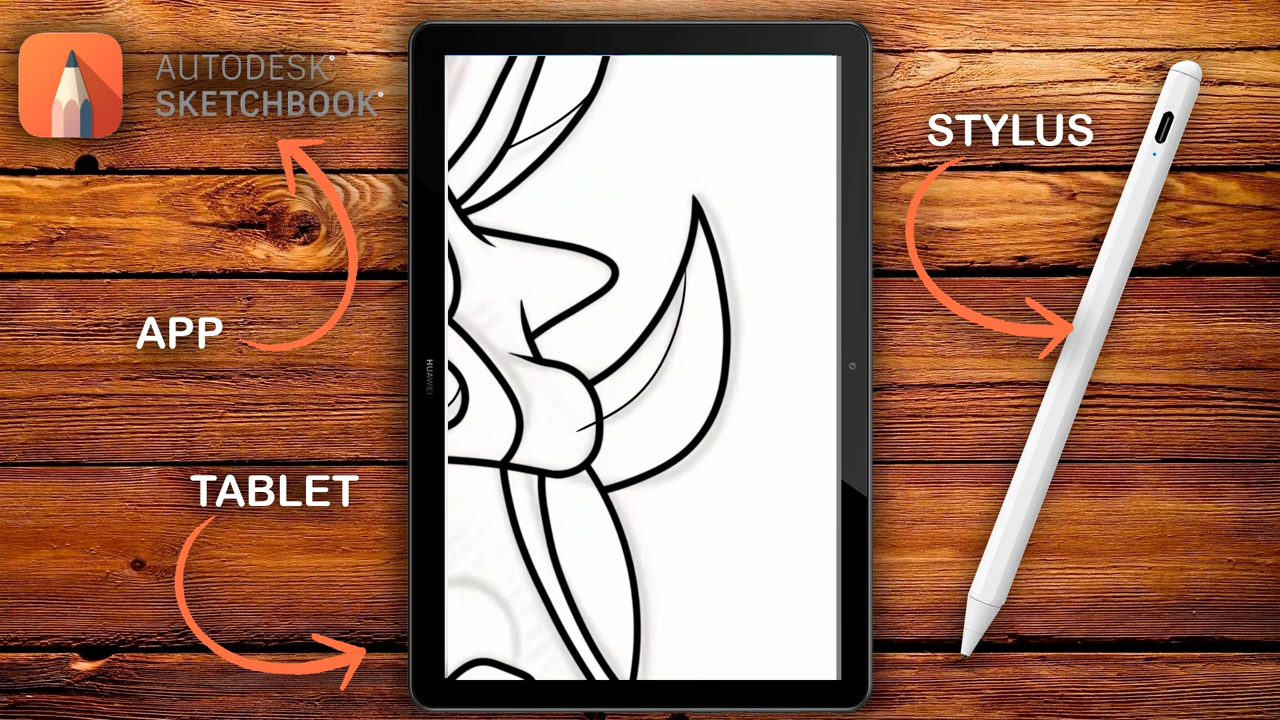 AUTODESK®
SKETCHBOOK®
STYLUS
APP
HUAWEI
TABLET